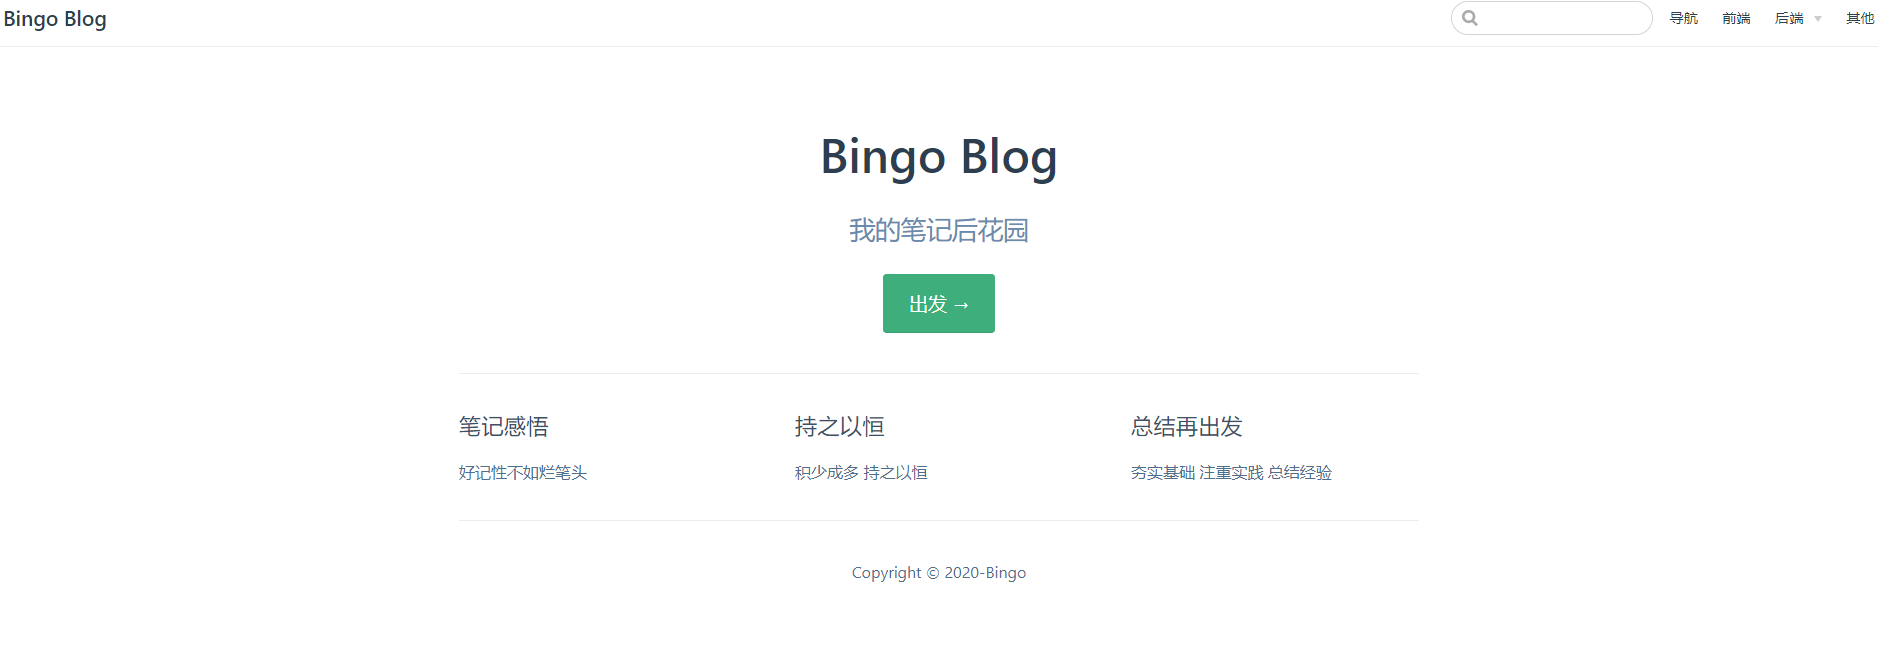 Bingo Blog
导航 前端 后端 其他
Bingo Blog
我的笔记后花园
出发 →
笔记感悟 持之以恒 总结再出发
好记性不如烂笔头 积少成多 持之以恒 夯实基础 注重实践 总结经验
Copyright © 2020-Bingo